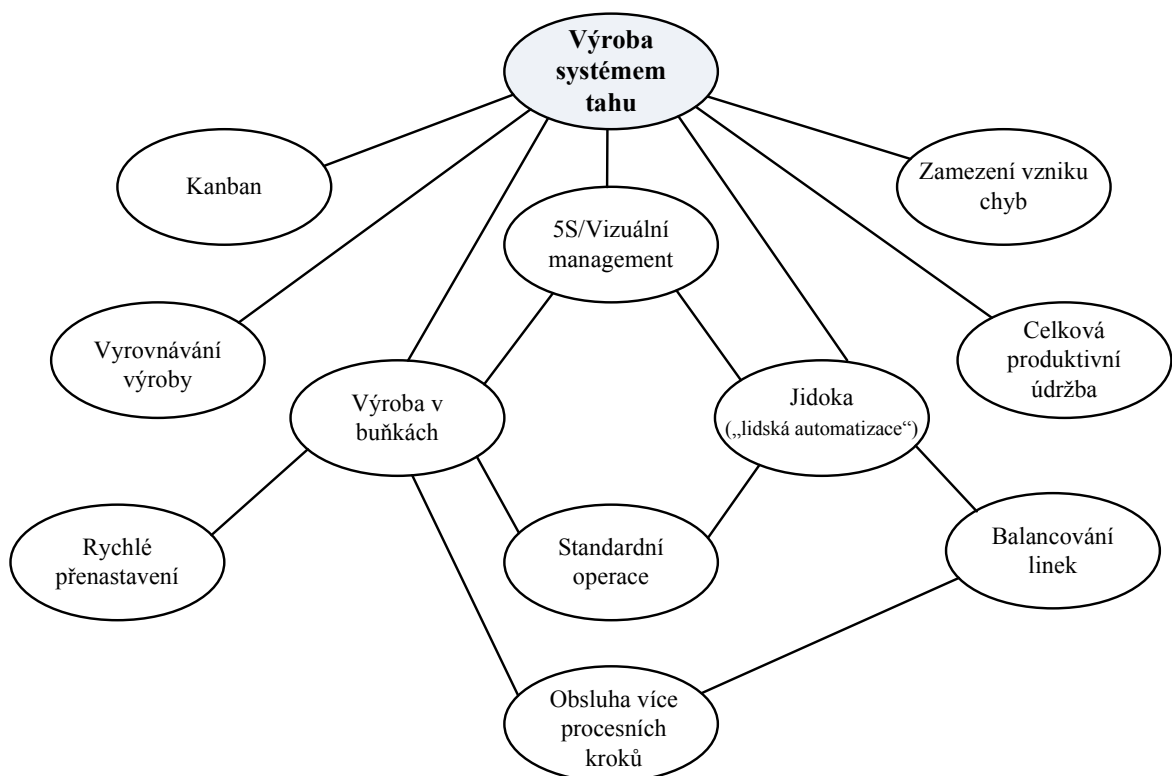 Výroba
systémem
tahu
Kanban
Zamezení vzniku
chyb
5S/Vizuální
management
Vyrovnávání
výroby
Celková
produktivní
údržba
Výroba v
buňkách
Jidoka
(„lidská automatizace“)
Rychlé
přenastavení
Standardní
operace
Balancování
linek
Obsluha více
procesních
kroků